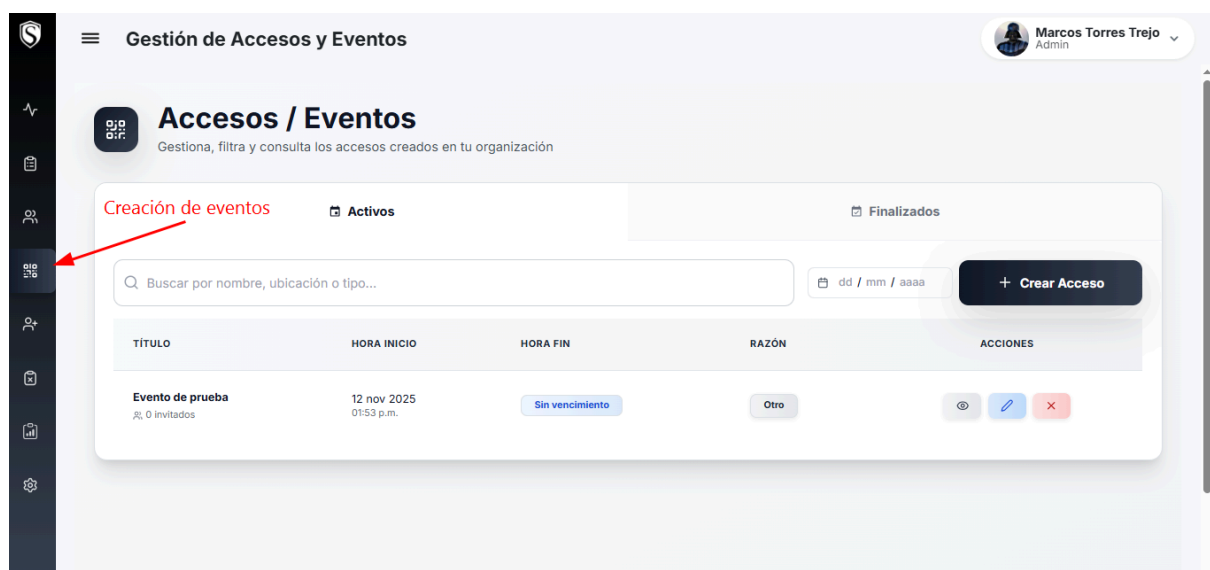 Gestión de Accesos y Eventos
Marcos Torres Trejo
Admin
Accesos / Eventos
Gestiona, filtra y consulta los accesos creados en tu organización
Creación de eventos
Activos
Finalizados
Buscar por nombre, ubicación o tipo...
dd / mm / aaaa
+ Crear Acceso
TÍTULO HORA INICIO HORA FIN RAZÓN ACCIONES
Evento de prueba
0 invitados
12 nov 2025
01:53 p.m.
Sin vencimiento
Otro